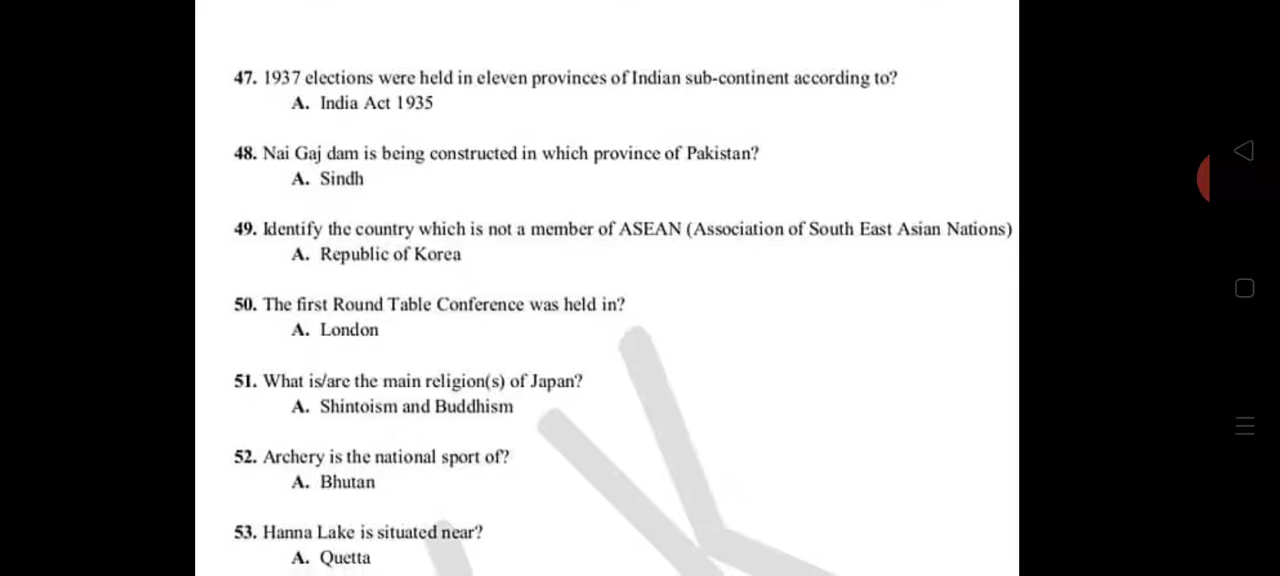 47. 1937 elections were held in eleven provinces of Indian sub-continent according to?
A. India Act 1935
48. Nai Gaj dam is being constructed in which province of Pakistan?
A. Sindh
49. Identify the country which is not a member of ASEAN (Association of South East Asian Nations)
A. Republic of Korea
50. The first Round Table Conference was held in?
A. London
51. What is/are the main religion(s) of Japan?
A. Shintoism and Buddhism
52. Archery is the national sport of?
A. Bhutan
53. Hanna Lake is situated near?
A. Quetta